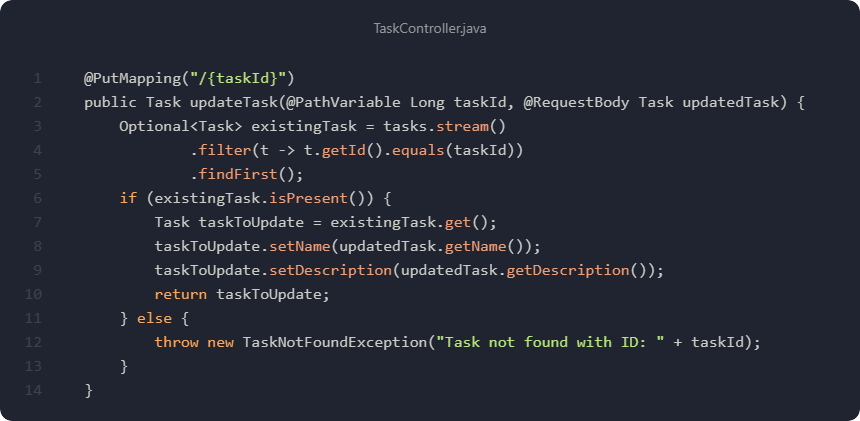 TaskController.java
1 @PutMapping("/{taskId}")
2 public Task updateTask(@PathVariable Long taskId, @RequestBody Task updatedTask) {
3     Optional<Task> existingTask = tasks.stream()
4             .filter(t -> t.getId().equals(taskId))
5             .findFirst();
6     if (existingTask.isPresent()) {
7         Task taskToUpdate = existingTask.get();
8         taskToUpdate.setName(updatedTask.getName());
9         taskToUpdate.setDescription(updatedTask.getDescription());
10         return taskToUpdate;
11     } else {
12         throw new TaskNotFoundException("Task not found with ID: " + taskId);
13     }
14 }